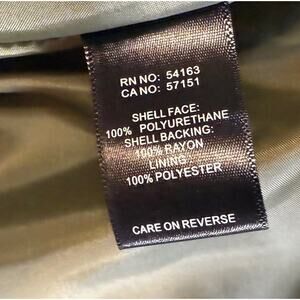 RN NO: 54163
CA NO: 57151
SHELL FACE:
100% POLYURETHANE
SHELL BACKING:
100% RAYON
LINING
100% POLYESTER
CARE ON REVERSE